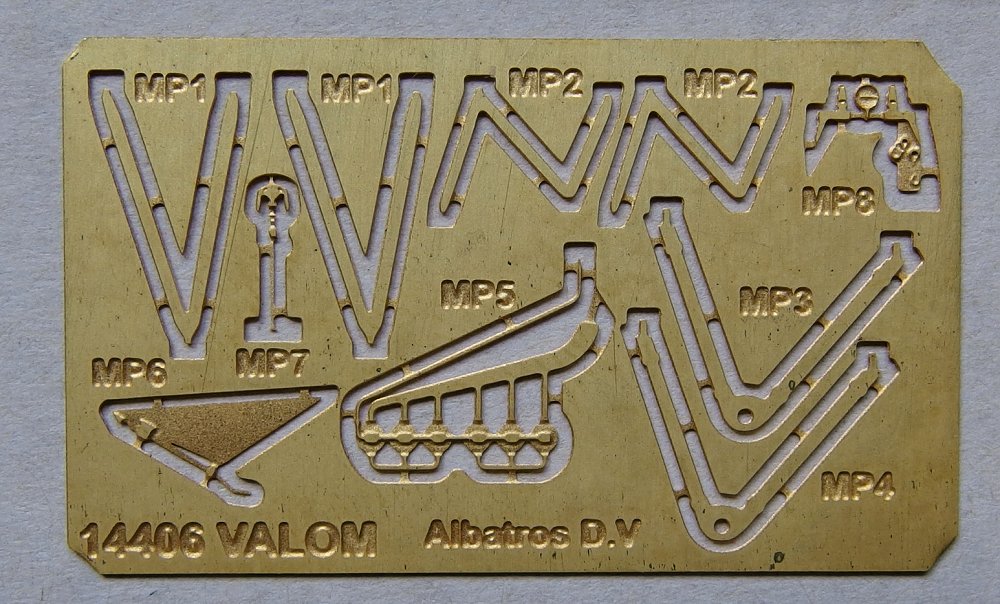 MP1
MP1
MP2
MP2
MP8
MP5
MP3
MP6
MP7
MP4
14406 VALOM
Albatros D.V